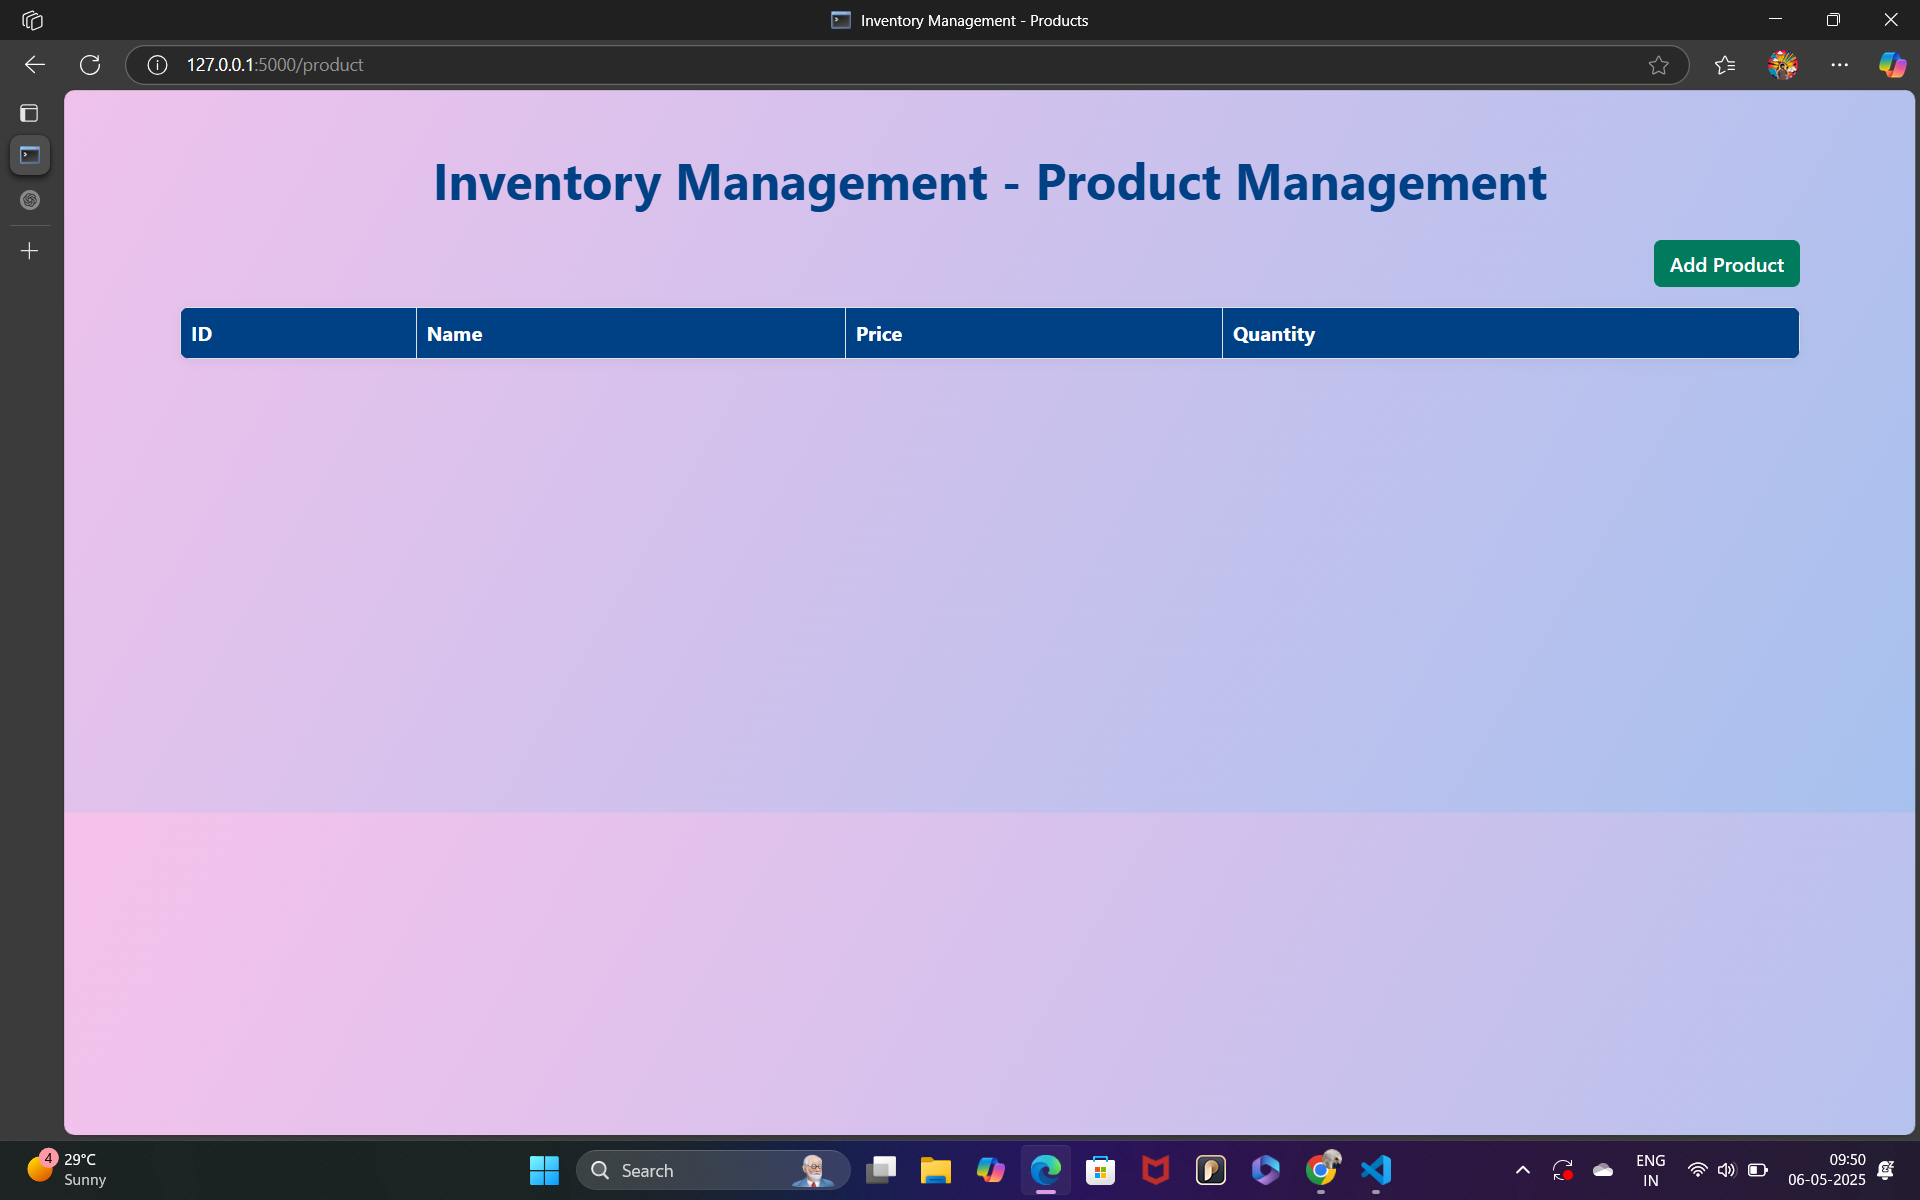 Inventory Management - Products
127.0.0.1:5000/product
Inventory Management - Product Management
Add Product
ID Name Price Quantity
4
29°C
Sunny
Search
ENG
IN
09:50
06-05-2025